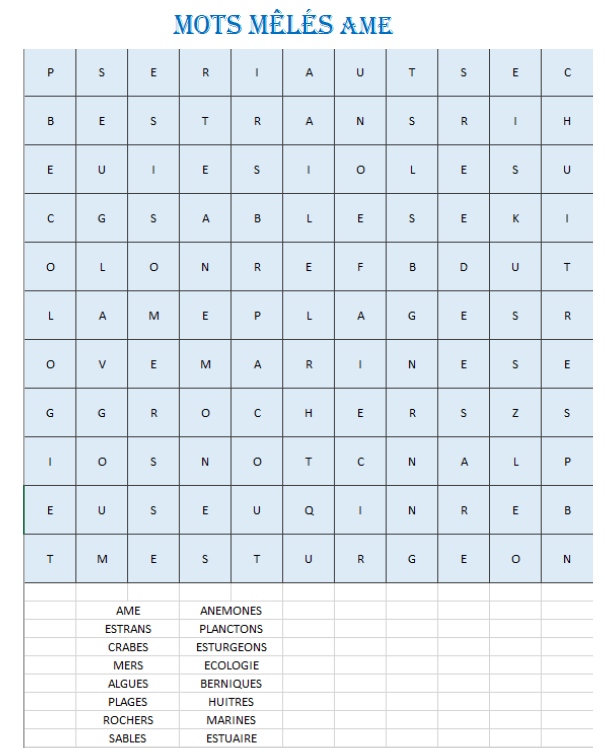 MOTS MÊLÉS AME
P S E R I A U T S E C
B E S T R A N S R I H
E U I E S I O L E S U
C G S A B L E S E K I
O L O N R E F B D U T
L A M E P L A G E S R
O V E M A R I N E S E
G G R O C H E R S Z S
I O S N O T C N A L P
E U S E U Q I N R E B
T M E S T U R G E O N
AME ANEMONES
ESTRANS PLANCTONS
CRABES ESTURGEONS
MERS ECOLOGIE
ALGUES BERNIQUES
PLAGES HUITRES
ROCHERS MARINES
SABLES ESTUAIRE